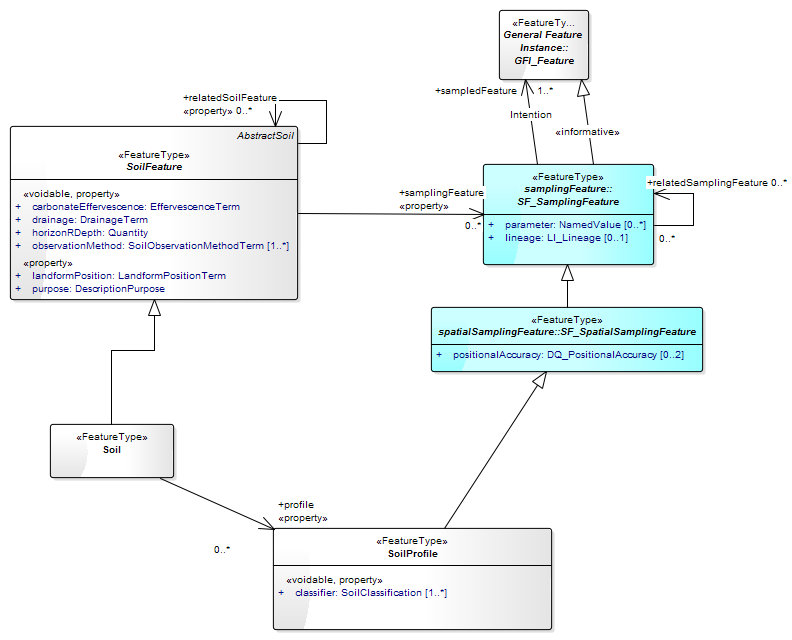 «FeatureTy...
General Feature
Instance::
GFI_Feature
+sampledFeature
1..*
Intention
«informative»
+relatedSoilFeature
«property» 0..*
AbstractSoil
«FeatureType»
SoilFeature
«voidable, property»
+ carbonateEffervescence: EffervescenceTerm
+ drainage: DrainageTerm
+ horizonRDepth: Quantity
+ observationMethod: SoilObservationMethodTerm [1..*]
«property»
+ landformPosition: LandformPositionTerm
+ purpose: DescriptionPurpose
+samplingFeature
«property»
0..*
«FeatureType»
samplingFeature::
SF_SamplingFeature
+ parameter: NamedValue [0..*]
+ lineage: LI_Lineage [0..1]
+relatedSamplingFeature 0..*
0..*
«FeatureType»
spatialSamplingFeature::SF_SpatialSamplingFeature
+ positionalAccuracy: DQ_PositionalAccuracy [0..2]
«FeatureType»
Soil
+profile
«property»
0..*
«FeatureType»
SoilProfile
«voidable, property»
+ classifier: SoilClassification [1..*]